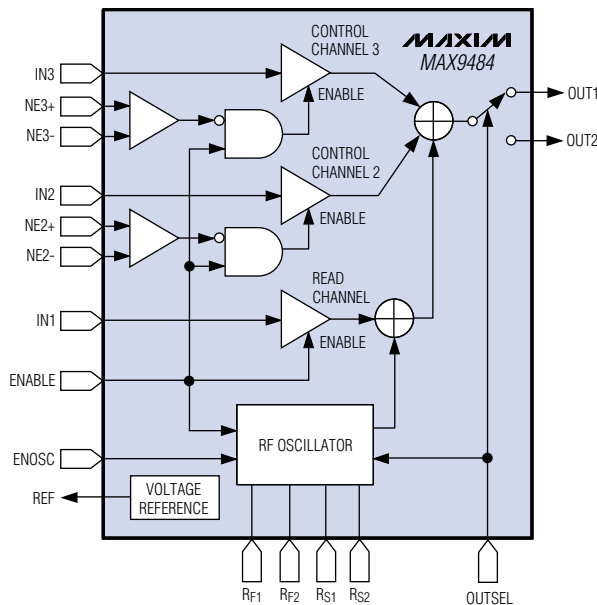 CONTROL
CHANNEL 3
MAXIM
MAX9484
IN3
NE3+
NE3-
ENABLE
OUT1
OUT2
CONTROL
CHANNEL 2
IN2
NE2+
NE2-
ENABLE
READ
CHANNEL
IN1
ENABLE
ENABLE
RF OSCILLATOR
ENOSC
VOLTAGE
REFERENCE
REF
RF1
RF2
RS1
RS2
OUTSEL